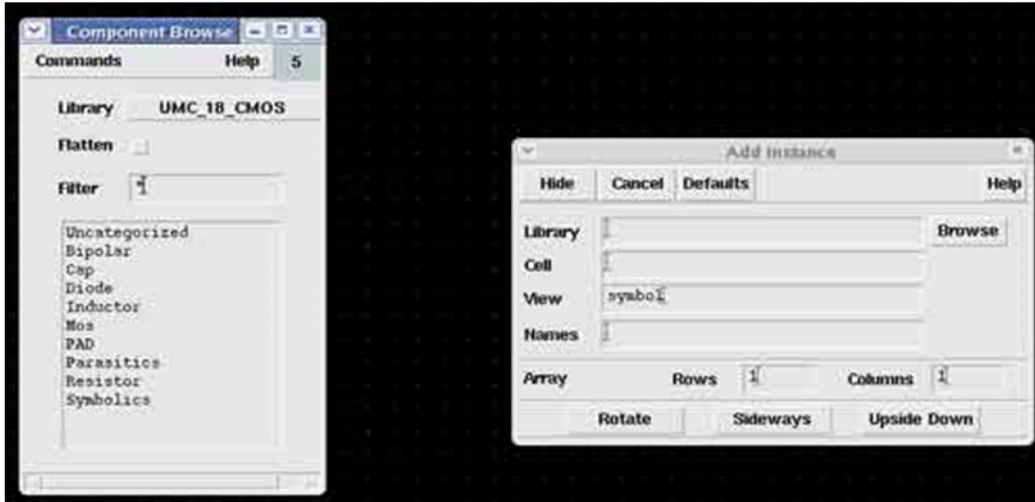 Component Browse
Commands Help 5
Library UMC_18_CMOS
Flatten
Filter *
Uncategorized
Bipolar
Cap
Diode
Inductor
Mos
PAD
Parasitics
Resistor
Symbolics
Add Instance
Hide Cancel Defaults Help
Library Browse
Cell
View symbol
Names
Array Rows 1 Columns 1
Rotate Sideways Upside Down